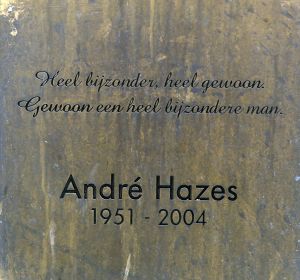 Heel bijzonder, heel gewoon.
Gewoon een heel bijzondere man.
André Hazes
1951 - 2004